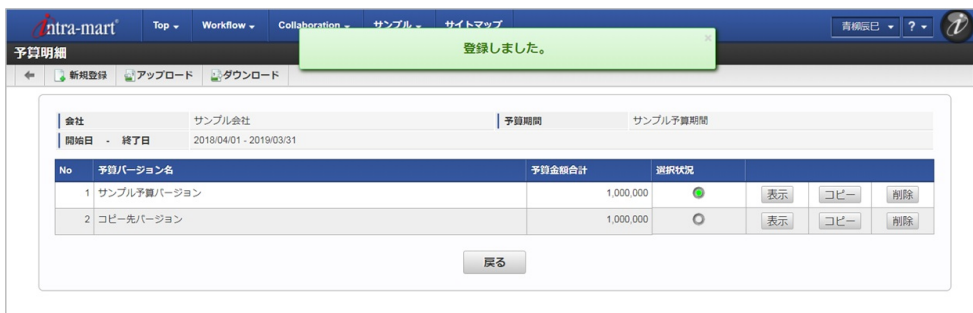 intra-mart Top Workflow Collaboration サンプル サイトマップ 青柳辰巳 ?
登録しました。 ×
予算明細
新規登録 アップロード ダウンロード
会社 サンプル会社 予算期間 サンプル予算期間
開始日 - 終了日 2018/04/01 - 2019/03/31
No 予算バージョン名 予算金額合計 選択状況
1 サンプル予算バージョン 1,000,000 表示 コピー 削除
2 コピー先バージョン 1,000,000 表示 コピー 削除
戻る